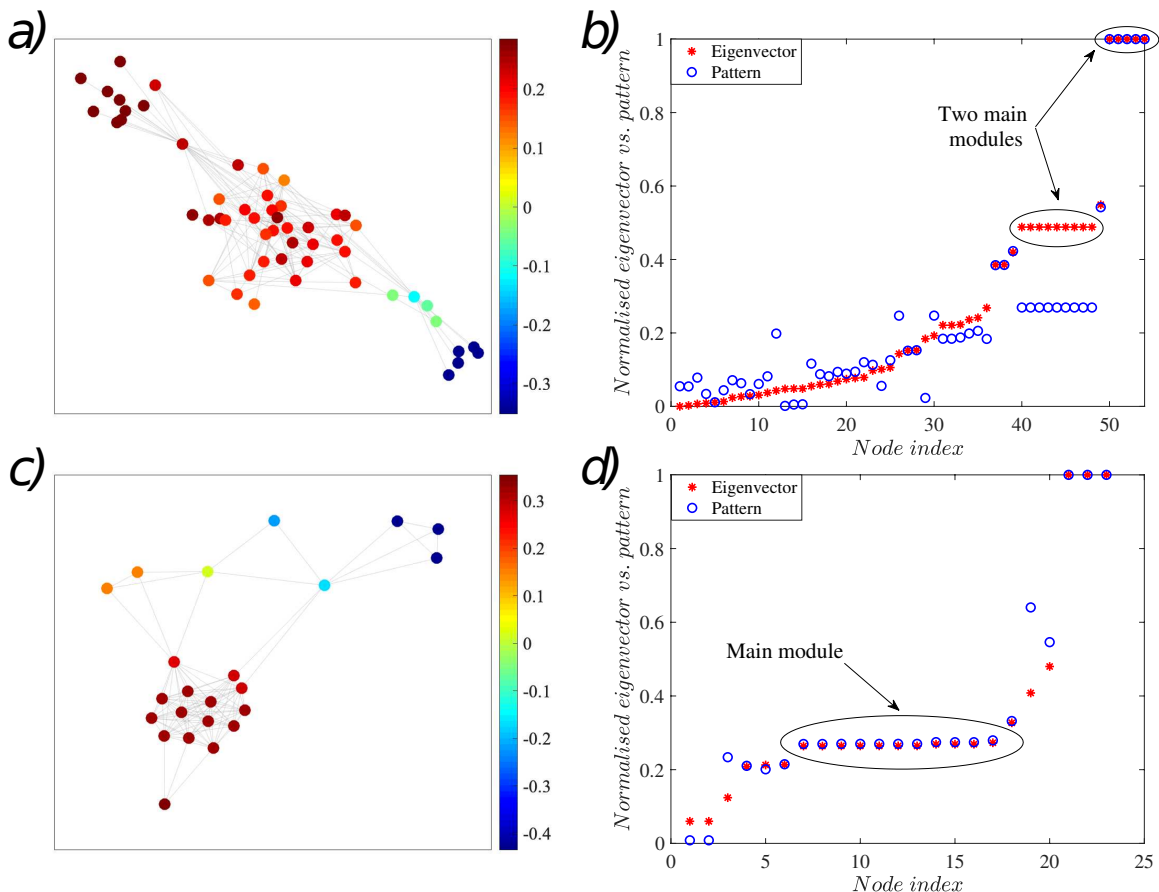 a)
0.2
0.1
0
-0.1
-0.2
-0.3
b)
Normalised eigenvector vs. pattern
1
0.8
0.6
0.4
0.2
0
Eigenvector
Pattern
Two main
modules
0 10 20 30 40 50
Node index
c)
0.3
0.2
0.1
0
-0.1
-0.2
-0.3
-0.4
d)
Normalised eigenvector vs. pattern
1
0.8
0.6
0.4
0.2
0
Eigenvector
Pattern
Main module
0 5 10 15 20 25
Node index